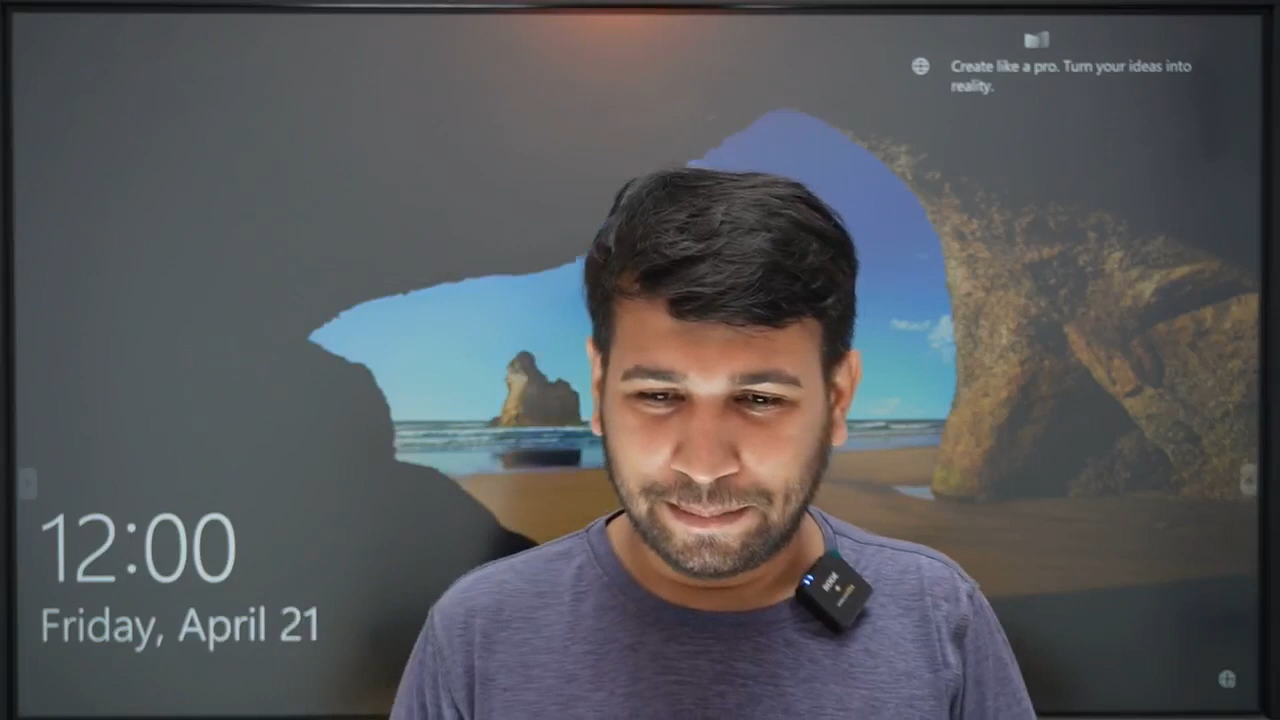 Create like a pro. Turn your ideas into
reality.
12:00
Friday, April 21